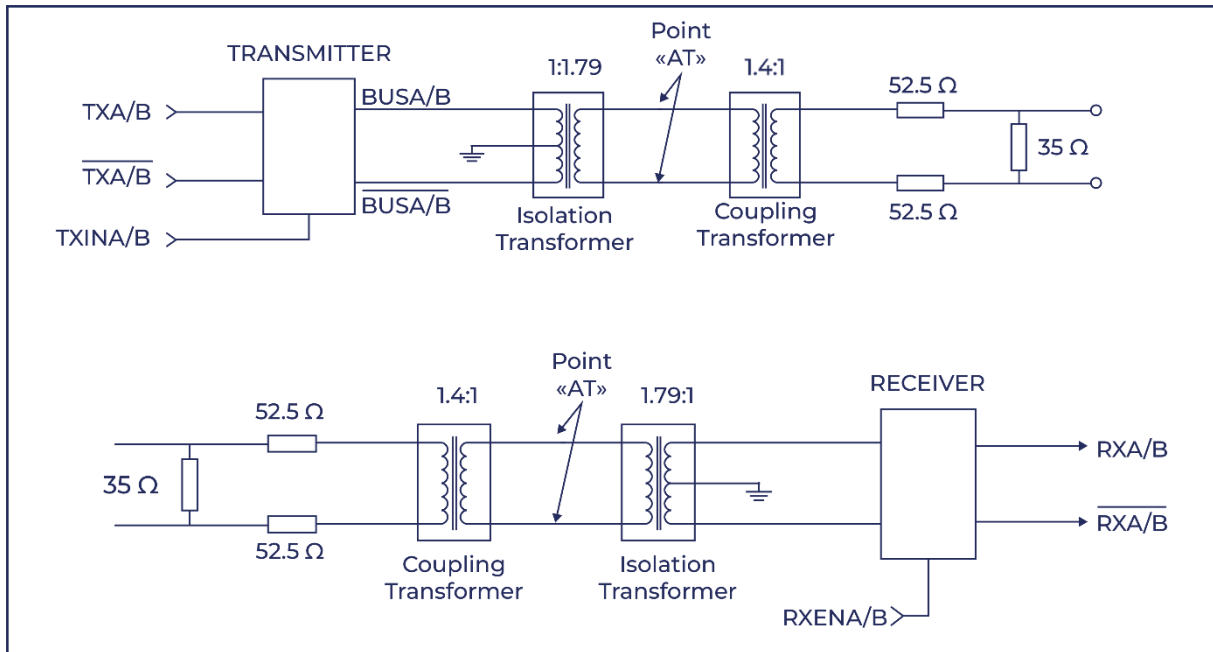 TRANSMITTER
Point
«AT»
1:1.79
1.4:1
52.5 Ω
TXA/B
BUSA/B
35 Ω
TXA/B
BUSA/B
52.5 Ω
TXINA/B
Isolation
Transformer
Coupling
Transformer
Point
«AT»
RECEIVER
1.4:1
1.79:1
52.5 Ω
RXA/B
35 Ω
RXA/B
52.5 Ω
Coupling
Transformer
Isolation
Transformer
RXENA/B